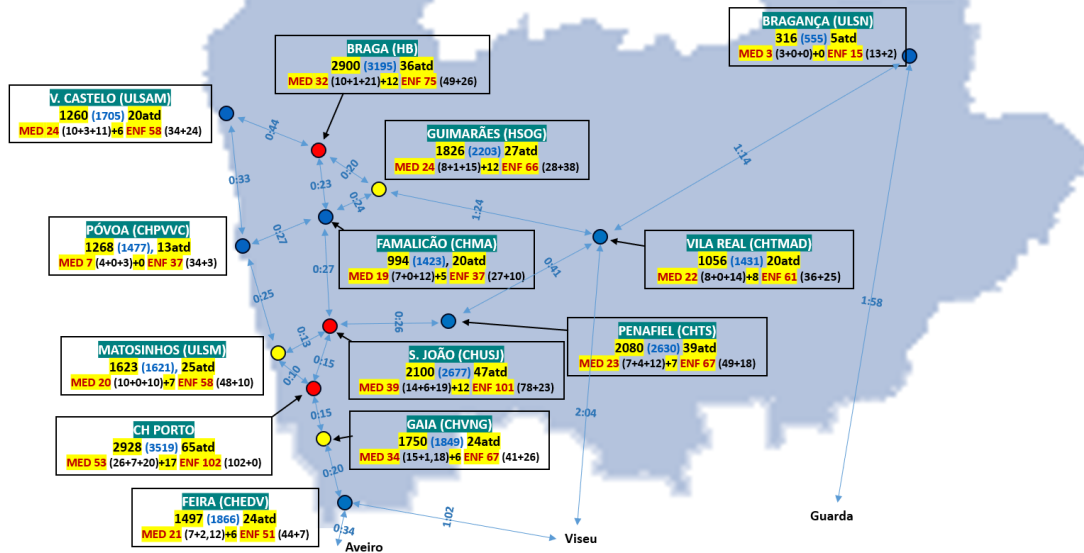 BRAGANÇA (ULSN)
316 (555) 5atd
MED 3 (3+0+0)+0 ENF 15 (13+2)
BRAGA (HB)
2900 (3195) 36atd
MED 32 (10+1+21)+12 ENF 75 (49+26)
V. CASTELO (ULSAM)
1260 (1705) 20atd
MED 24 (10+3+11)+6 ENF 58 (34+24)
GUIMARÃES (HSOG)
1826 (2203) 27atd
MED 24 (8+1+15)+12 ENF 66 (28+38)
0:44
0:20
0:23
0:24
0:33
1:14
1:24
PÓVOA (CHPVVC)
1268 (1477), 13atd
MED 7 (4+0+3)+0 ENF 37 (34+3)
0:27
FAMALICÃO (CHMA)
994 (1423), 20atd
MED 19 (7+0+12)+5 ENF 37 (27+10)
VILA REAL (CHTMAD)
1056 (1431) 20atd
MED 22 (8+0+14)+8 ENF 61 (36+25)
0:27
0:41
0:25
1:58
0:26
0:13
0:15
0:10
MATOSINHOS (ULSM)
1623 (1621), 25atd
MED 20 (10+0+10)+7 ENF 58 (48+10)
S. JOÃO (CHUSJ)
2100 (2677) 47atd
MED 39 (14+6+19)+12 ENF 101 (78+23)
PENAFIEL (CHTS)
2080 (2630) 39atd
MED 23 (7+4+12)+7 ENF 67 (49+18)
2:04
0:15
CH PORTO
2928 (3519) 65atd
MED 53 (26+7+20)+17 ENF 102 (102+0)
GAIA (CHVNG)
1750 (1849) 24atd
MED 34 (15+1,18)+6 ENF 67 (41+26)
0:20
FEIRA (CHEDV)
1497 (1866) 24atd
MED 21 (7+2,12)+6 ENF 51 (44+7)
0:34
1:02
Aveiro
Viseu
Guarda